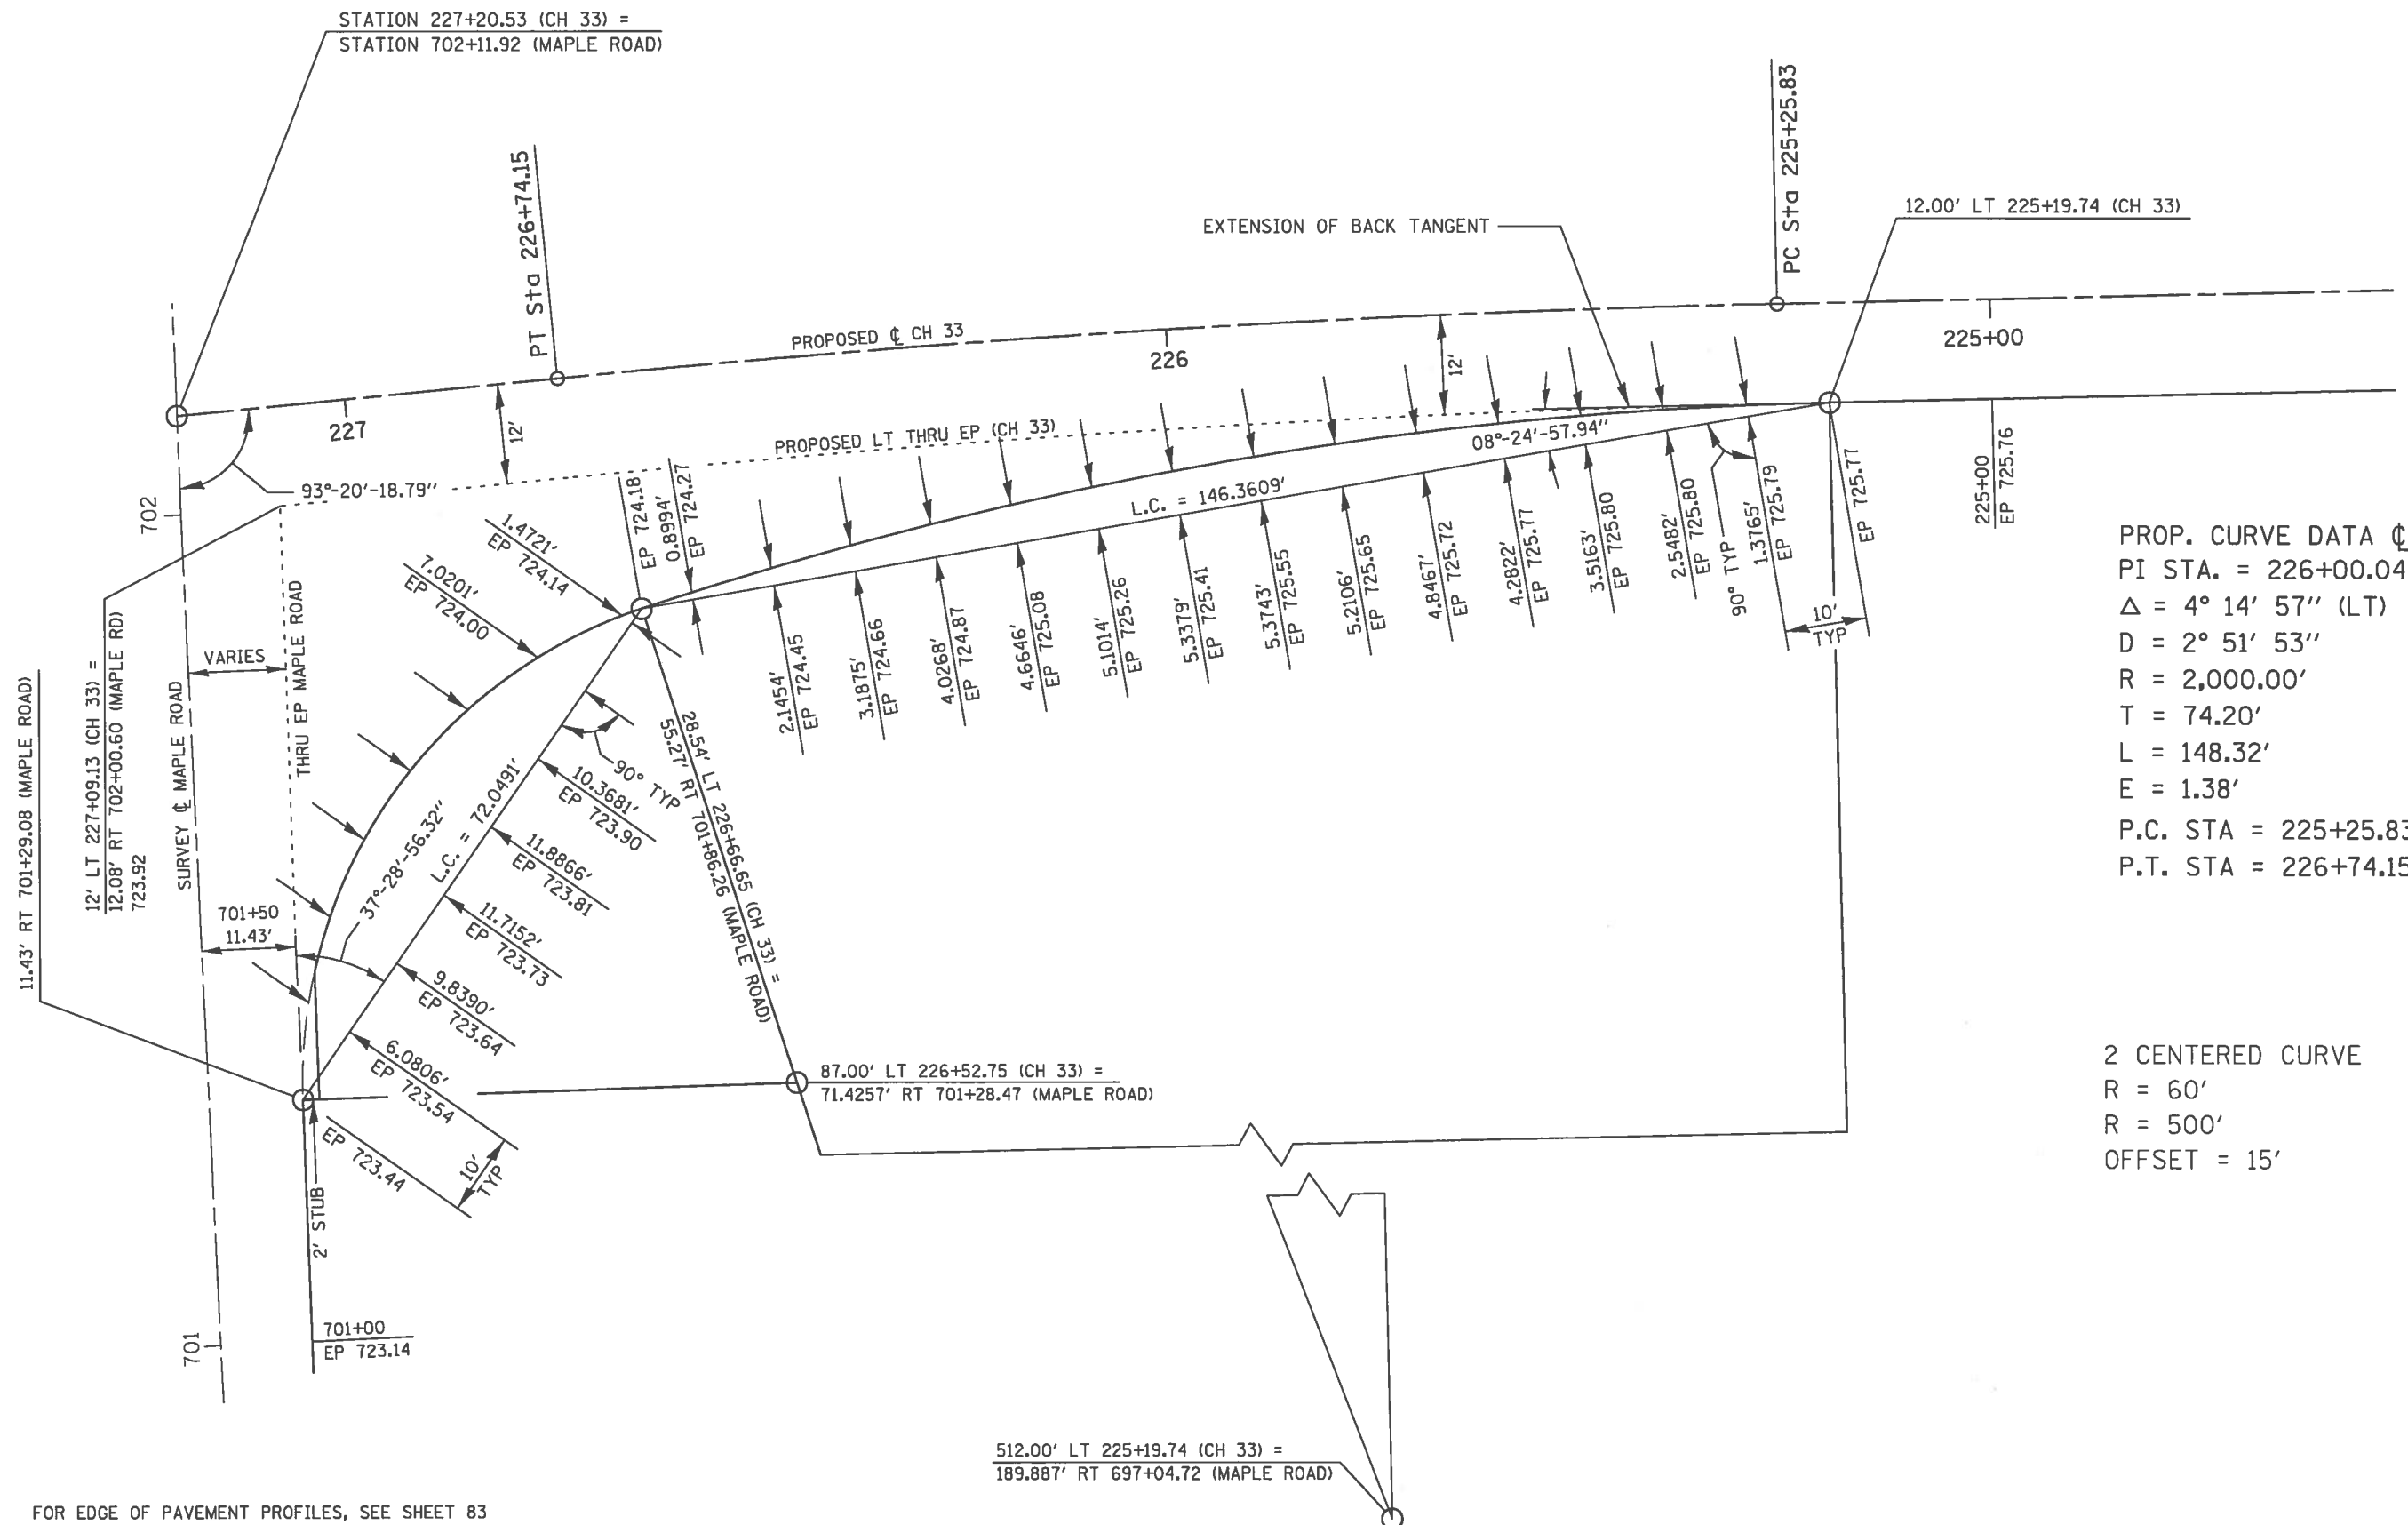 STATION 227+20.53 (CH 33) =
STATION 702+11.92 (MAPLE ROAD)
PT Sta 226+74.15
PC Sta 225+25.83
EXTENSION OF BACK TANGENT
12.00' LT 225+19.74 (CH 33)
PROPOSED ℄ CH 33
227
226
225+00
12'
12'
PROPOSED LT THRU EP (CH 33)
93°-20'-18.79"
08°-24'-57.94"
L.C. = 146.3609'
702
EP 724.18
0.8994'
EP 724.27
2.1454'
EP 724.45
3.1875'
EP 724.66
4.0268'
EP 724.87
4.6646'
EP 725.08
5.1014'
EP 725.26
5.3379'
EP 725.41
5.3743'
EP 725.55
5.2106'
EP 725.65
4.8467'
EP 725.72
4.2822'
EP 725.77
3.5163'
EP 725.80
2.5482'
EP 725.80
90° TYP
1.3765'
EP 725.79
EP 725.77
10'
TYP
225+00
EP 725.76
PROP. CURVE DATA ℄
PI STA. = 226+00.04
Δ = 4° 14' 57" (LT)
D = 2° 51' 53"
R = 2,000.00'
T = 74.20'
L = 148.32'
E = 1.38'
P.C. STA = 225+25.83
P.T. STA = 226+74.15
1.4721'
EP 724.14
7.0201'
EP 724.00
10.3681'
EP 723.90
11.8866'
EP 723.81
11.7152'
EP 723.73
9.8390'
EP 723.64
6.0806'
EP 723.54
EP 723.44
10'
TYP
90° TYP
37°-28'-56.32"
L.C. = 72.0491'
28.54' LT 226+66.65 (CH 33) =
55.27' RT 701+86.26 (MAPLE ROAD)
VARIES
THRU EP MAPLE ROAD
SURVEY ℄ MAPLE ROAD
12' LT 227+09.13 (CH 33) =
12.08' RT 702+00.60 (MAPLE RD)
723.92
11.43' RT 701+29.08 (MAPLE ROAD)
701+50
11.43'
2' STUB
701+00
EP 723.14
701
87.00' LT 226+52.75 (CH 33) =
71.4257' RT 701+28.47 (MAPLE ROAD)
2 CENTERED CURVE
R = 60'
R = 500'
OFFSET = 15'
512.00' LT 225+19.74 (CH 33) =
189.887' RT 697+04.72 (MAPLE ROAD)
FOR EDGE OF PAVEMENT PROFILES, SEE SHEET 83